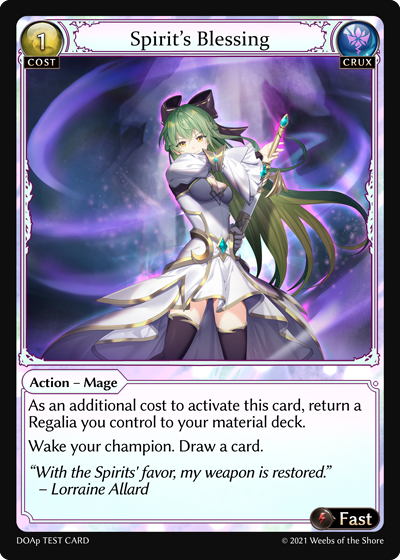 1
COST
Spirit's Blessing
CRUX
Action – Mage
As an additional cost to activate this card, return a
Regalia you control to your material deck.
Wake your champion. Draw a card.
“With the Spirits' favor, my weapon is restored.”
– Lorraine Allard
Fast
DOAp TEST CARD
© 2021 Weebs of the Shore